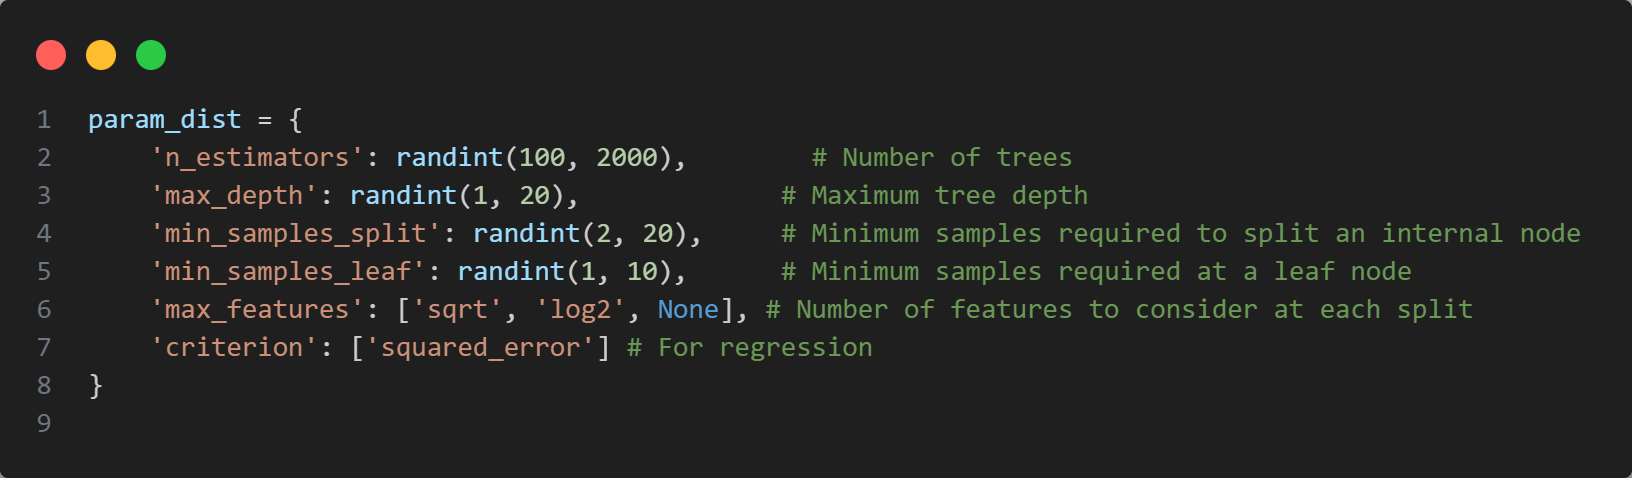 1 param_dist = {
2     'n_estimators': randint(100, 2000),        # Number of trees
3     'max_depth': randint(1, 20),             # Maximum tree depth
4     'min_samples_split': randint(2, 20),     # Minimum samples required to split an internal node
5     'min_samples_leaf': randint(1, 10),      # Minimum samples required at a leaf node
6     'max_features': ['sqrt', 'log2', None], # Number of features to consider at each split
7     'criterion': ['squared_error'] # For regression
8 }
9